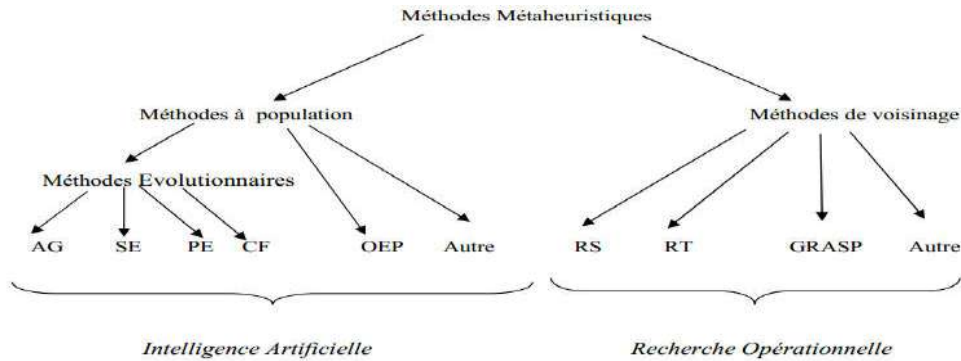 Méthodes Métaheuristiques
Méthodes à population
Méthodes de voisinage
Méthodes Evolutionnaires
AG SE PE CF OEP Autre RS RT GRASP Autre
Intelligence Artificielle
Recherche Opérationnelle